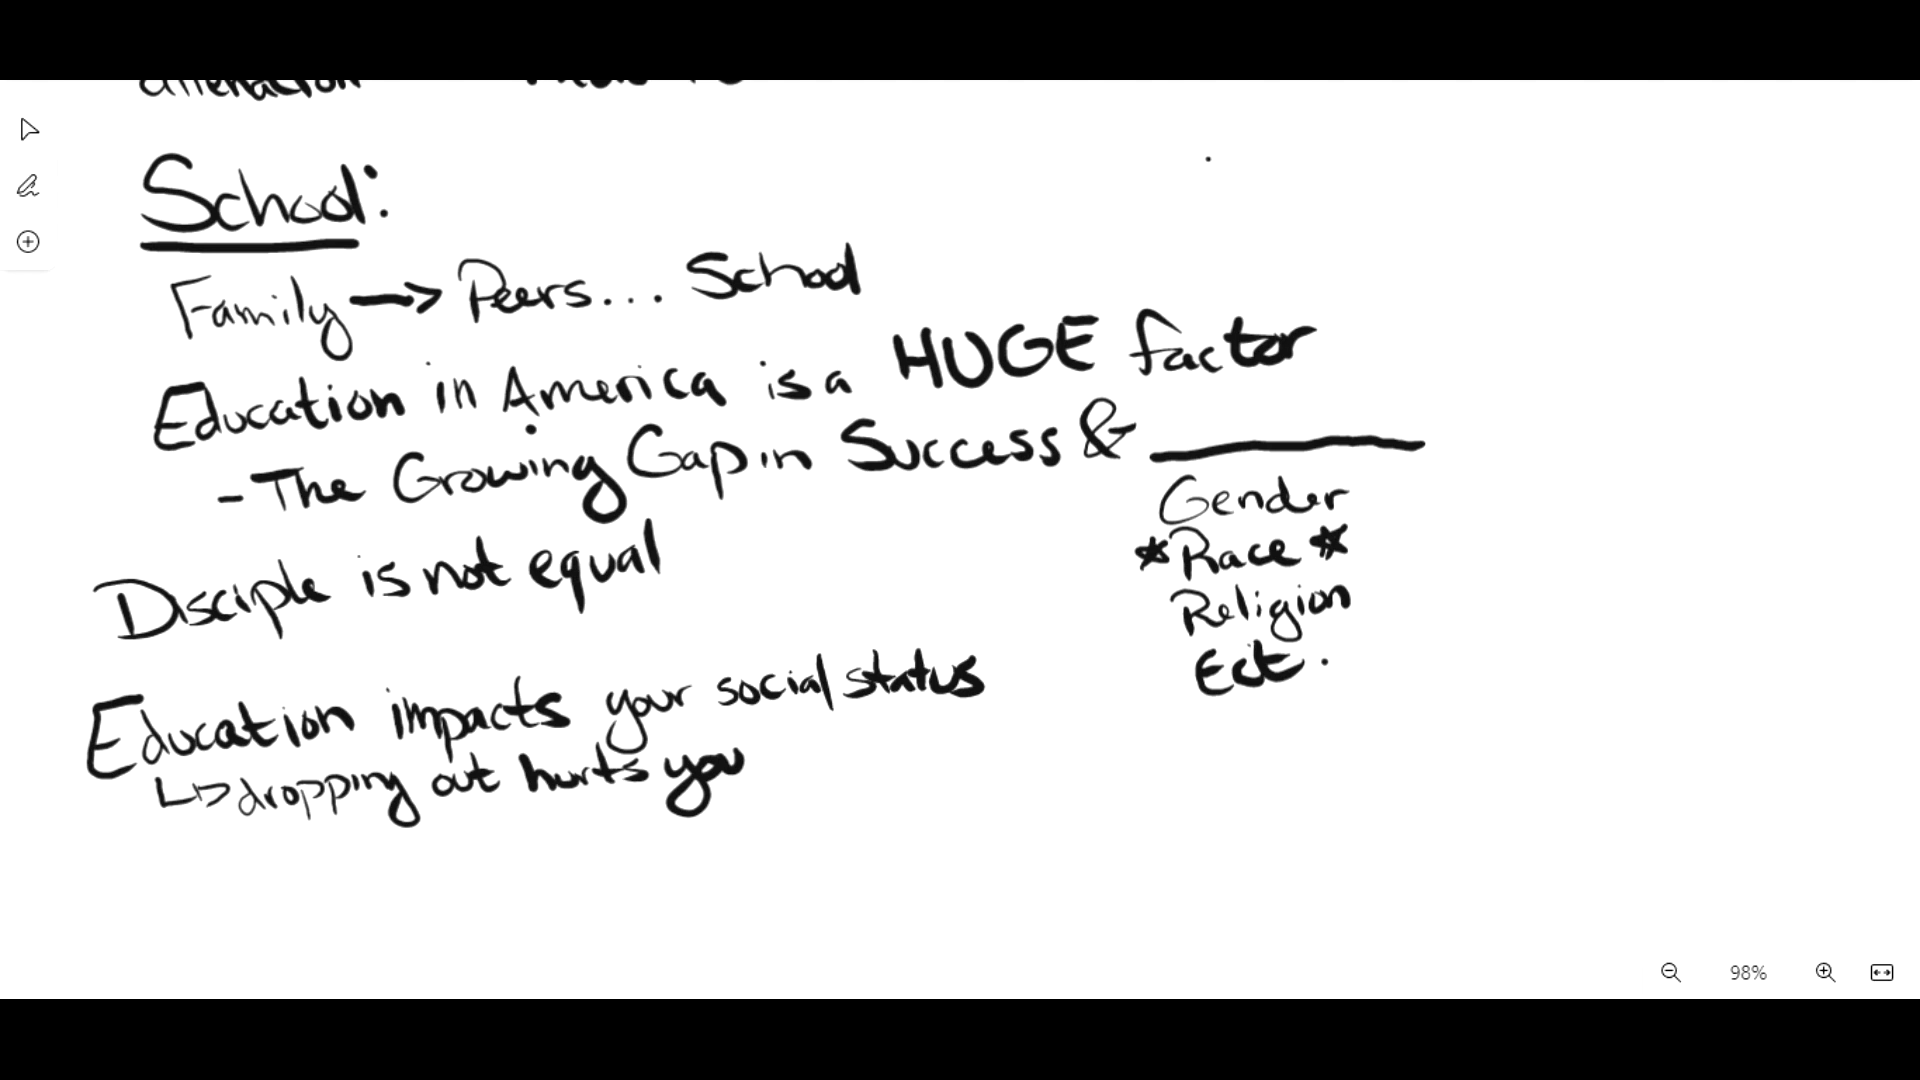 School:
Family -> Peers... School
Education in America is a HUGE factor
- The Growing Gap in Success & ______
Gender
*Race*
Religion
Ect.
Disciple is not equal
Education impacts your social status
↳> dropping out hurts you
98%